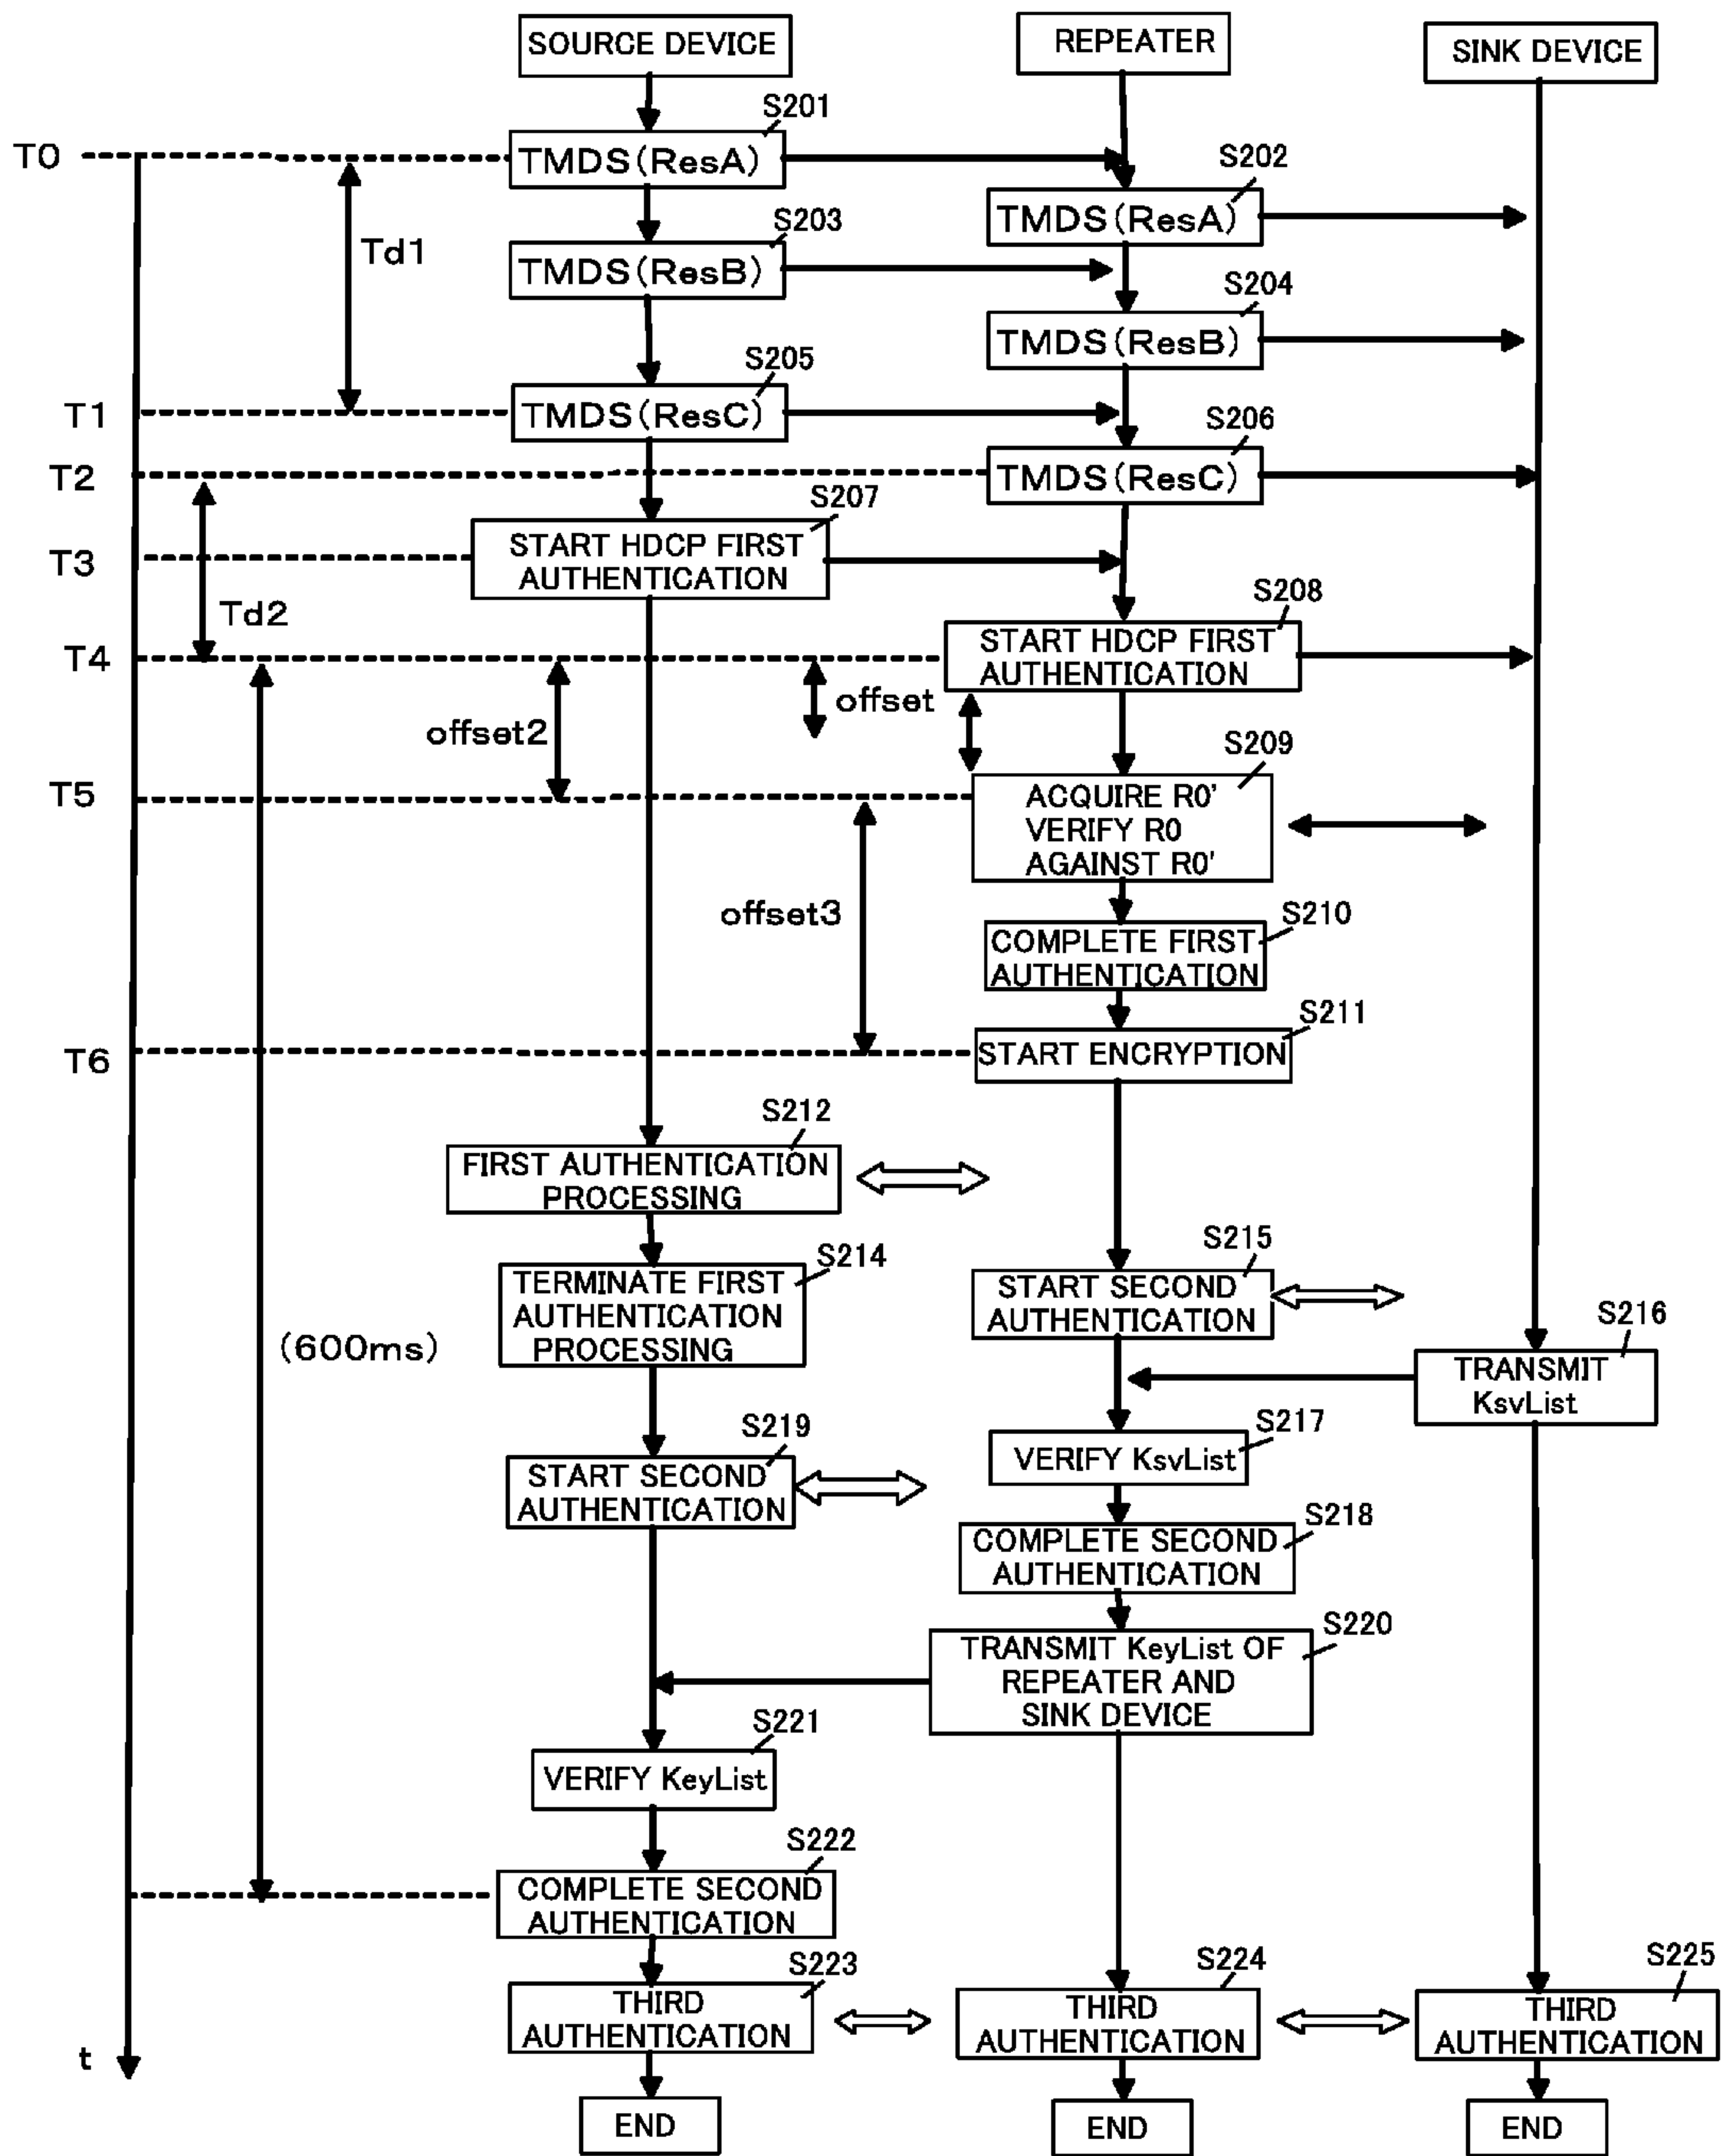 SOURCE DEVICE
REPEATER
SINK DEVICE
S201
T0
TMDS(ResA)
S202
TMDS(ResA)
S203
Td1
TMDS(ResB)
S204
TMDS(ResB)
S205
T1
TMDS(ResC)
S206
T2
TMDS(ResC)
S207
T3
START HDCP FIRST
AUTHENTICATION
S208
Td2
T4
START HDCP FIRST
AUTHENTICATION
offset
offset2
S209
T5
ACQUIRE R0'
VERIFY R0
AGAINST R0'
offset3
S210
COMPLETE FIRST
AUTHENTICATION
S211
T6
START ENCRYPTION
S212
FIRST AUTHENTICATION
PROCESSING
S214
TERMINATE FIRST
AUTHENTICATION
PROCESSING
S215
START SECOND
AUTHENTICATION
(600ms)
S216
TRANSMIT
KsvList
S217
VERIFY KsvList
S219
START SECOND
AUTHENTICATION
S218
COMPLETE SECOND
AUTHENTICATION
S220
TRANSMIT KeyList OF
REPEATER AND
SINK DEVICE
S221
VERIFY KeyList
S222
COMPLETE SECOND
AUTHENTICATION
S223
THIRD
AUTHENTICATION
S224
THIRD
AUTHENTICATION
S225
THIRD
AUTHENTICATION
t
END
END
END